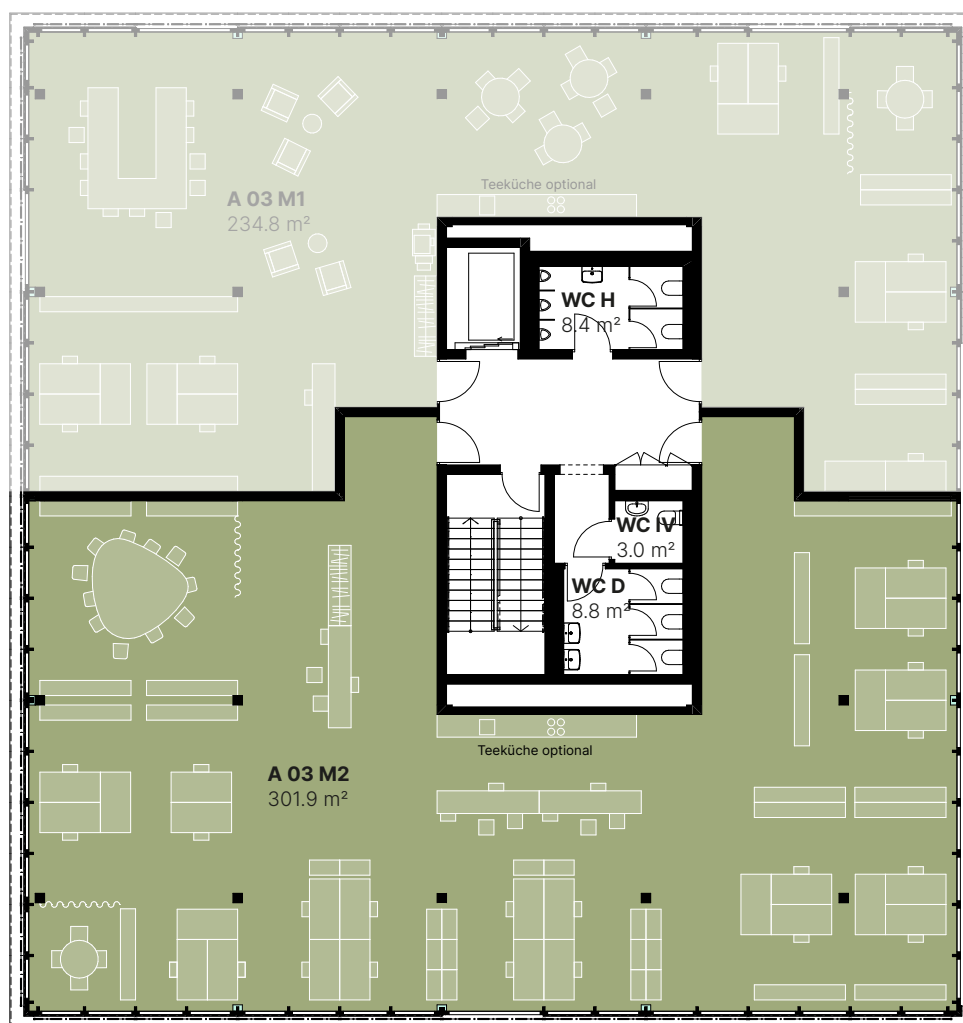 Teeküche optional
A 03 M1
234.8 m²
WC H
8.4 m²
WC IV
3.0 m²
WC D
8.8 m²
Teeküche optional
A 03 M2
301.9 m²